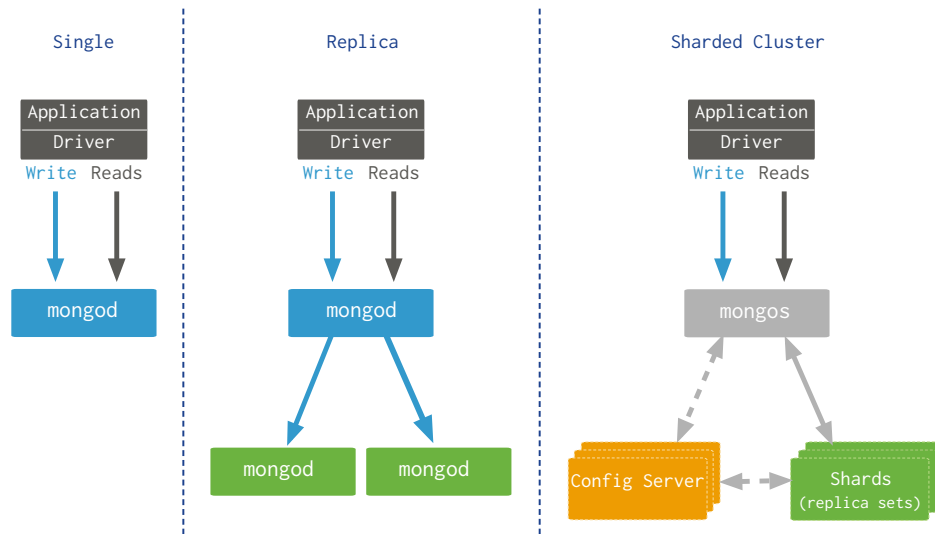 Single
Application
Driver
Write Reads
mongod
Replica
Application
Driver
Write Reads
mongod
mongod
mongod
Sharded Cluster
Application
Driver
Write Reads
mongos
Config Server
Shards
(replica sets)